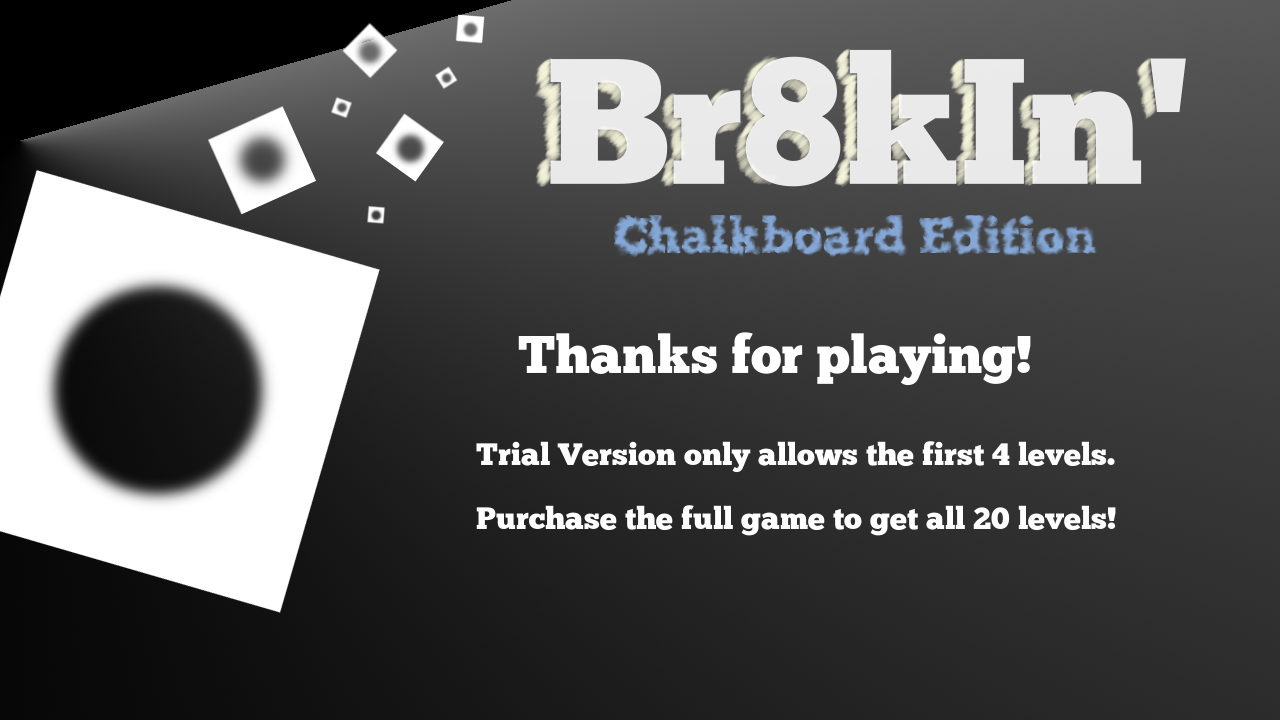 Br8kIn'
Chalkboard Edition
Thanks for playing!
Trial Version only allows the first 4 levels.
Purchase the full game to get all 20 levels!